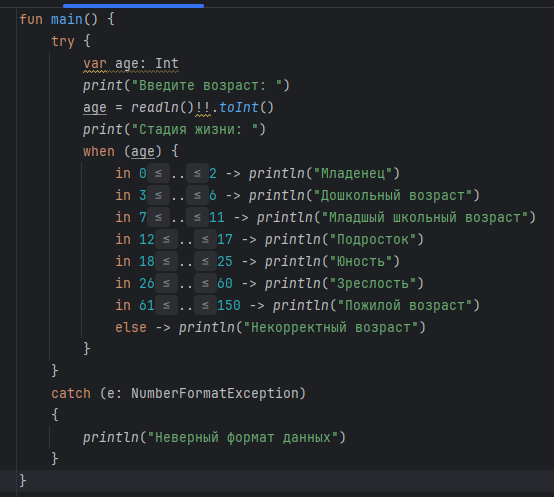 fun main() {
try {
var age: Int
print("Введите возраст: ")
age = readln()!!.toInt()
print("Стадия жизни: ")
when (age) {
in 0 ≤ .. ≤ 2 -> println("Младенец")
in 3 ≤ .. ≤ 6 -> println("Дошкольный возраст")
in 7 ≤ .. ≤ 11 -> println("Младшый школьный возраст")
in 12 ≤ .. ≤ 17 -> println("Подросток")
in 18 ≤ .. ≤ 25 -> println("Юность")
in 26 ≤ .. ≤ 60 -> println("Зреслость")
in 61 ≤ .. ≤ 150 -> println("Пожилой возраст")
else -> println("Некорректный возраст")
}
}
catch (e: NumberFormatException)
{
println("Неверный формат данных")
}
}